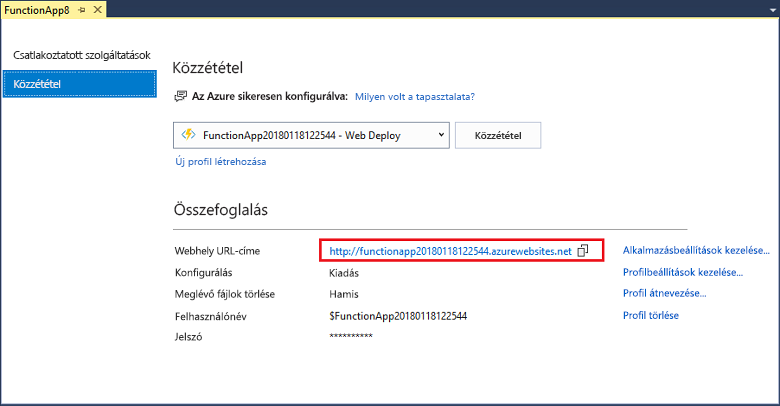 FunctionApp8
Csatlakoztatott szolgáltatások
Közzététel
Közzététel
Az Azure sikeresen konfigurálva: Milyen volt a tapasztalata?
FunctionApp20180118122544 - Web Deploy Közzététel
Új profil létrehozása
Összefoglalás
Webhely URL-címe http://functionapp20180118122544.azurewebsites.net Alkalmazásbeállítások kezelése...
Konfigurálás Kiadás Profilbeállítások kezelése...
Meglévő fájlok törlése Hamis Profil átnevezése...
Felhasználónév $FunctionApp20180118122544 Profil törlése
Jelszó **********